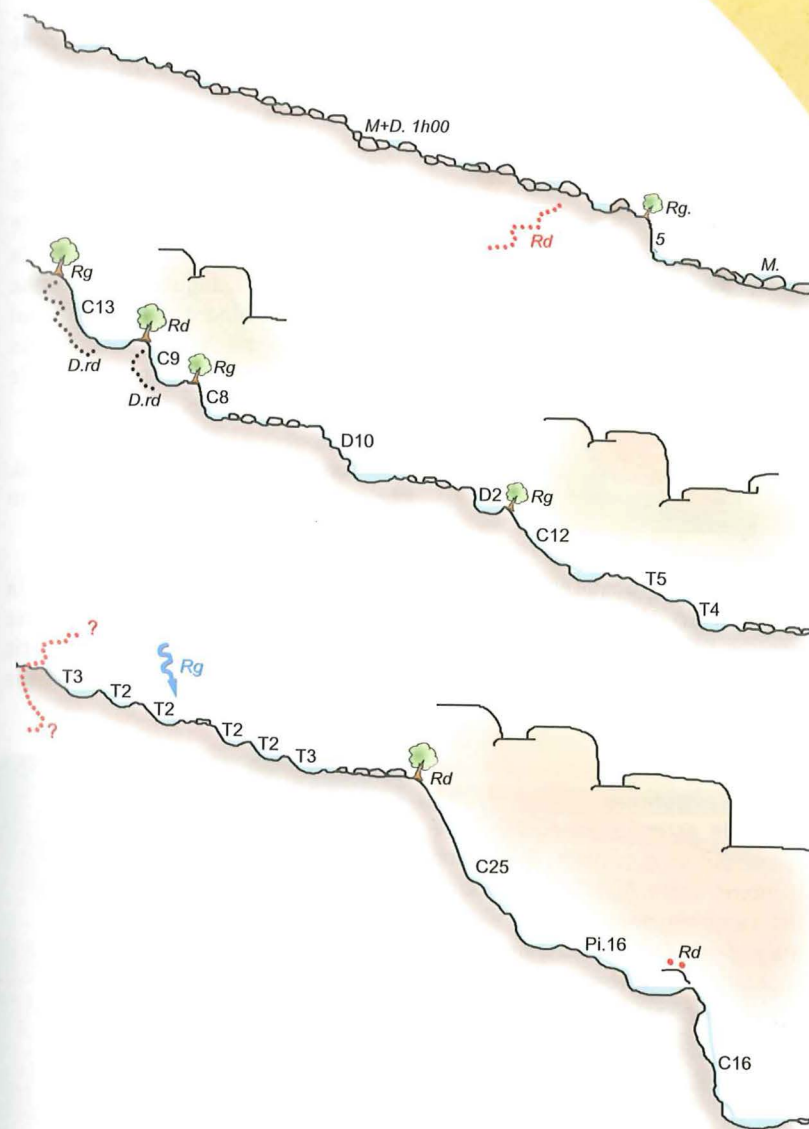 M+D. 1h00
Rg.
Rd
5
M.
Rg
C13
Rd
D.rd
C9
Rg
D.rd
C8
D10
D2
Rg
C12
T5
T4
?
T3
Rg
T2
T2
?
T2
T2
T3
Rd
C25
Pi.16
Rd
C16